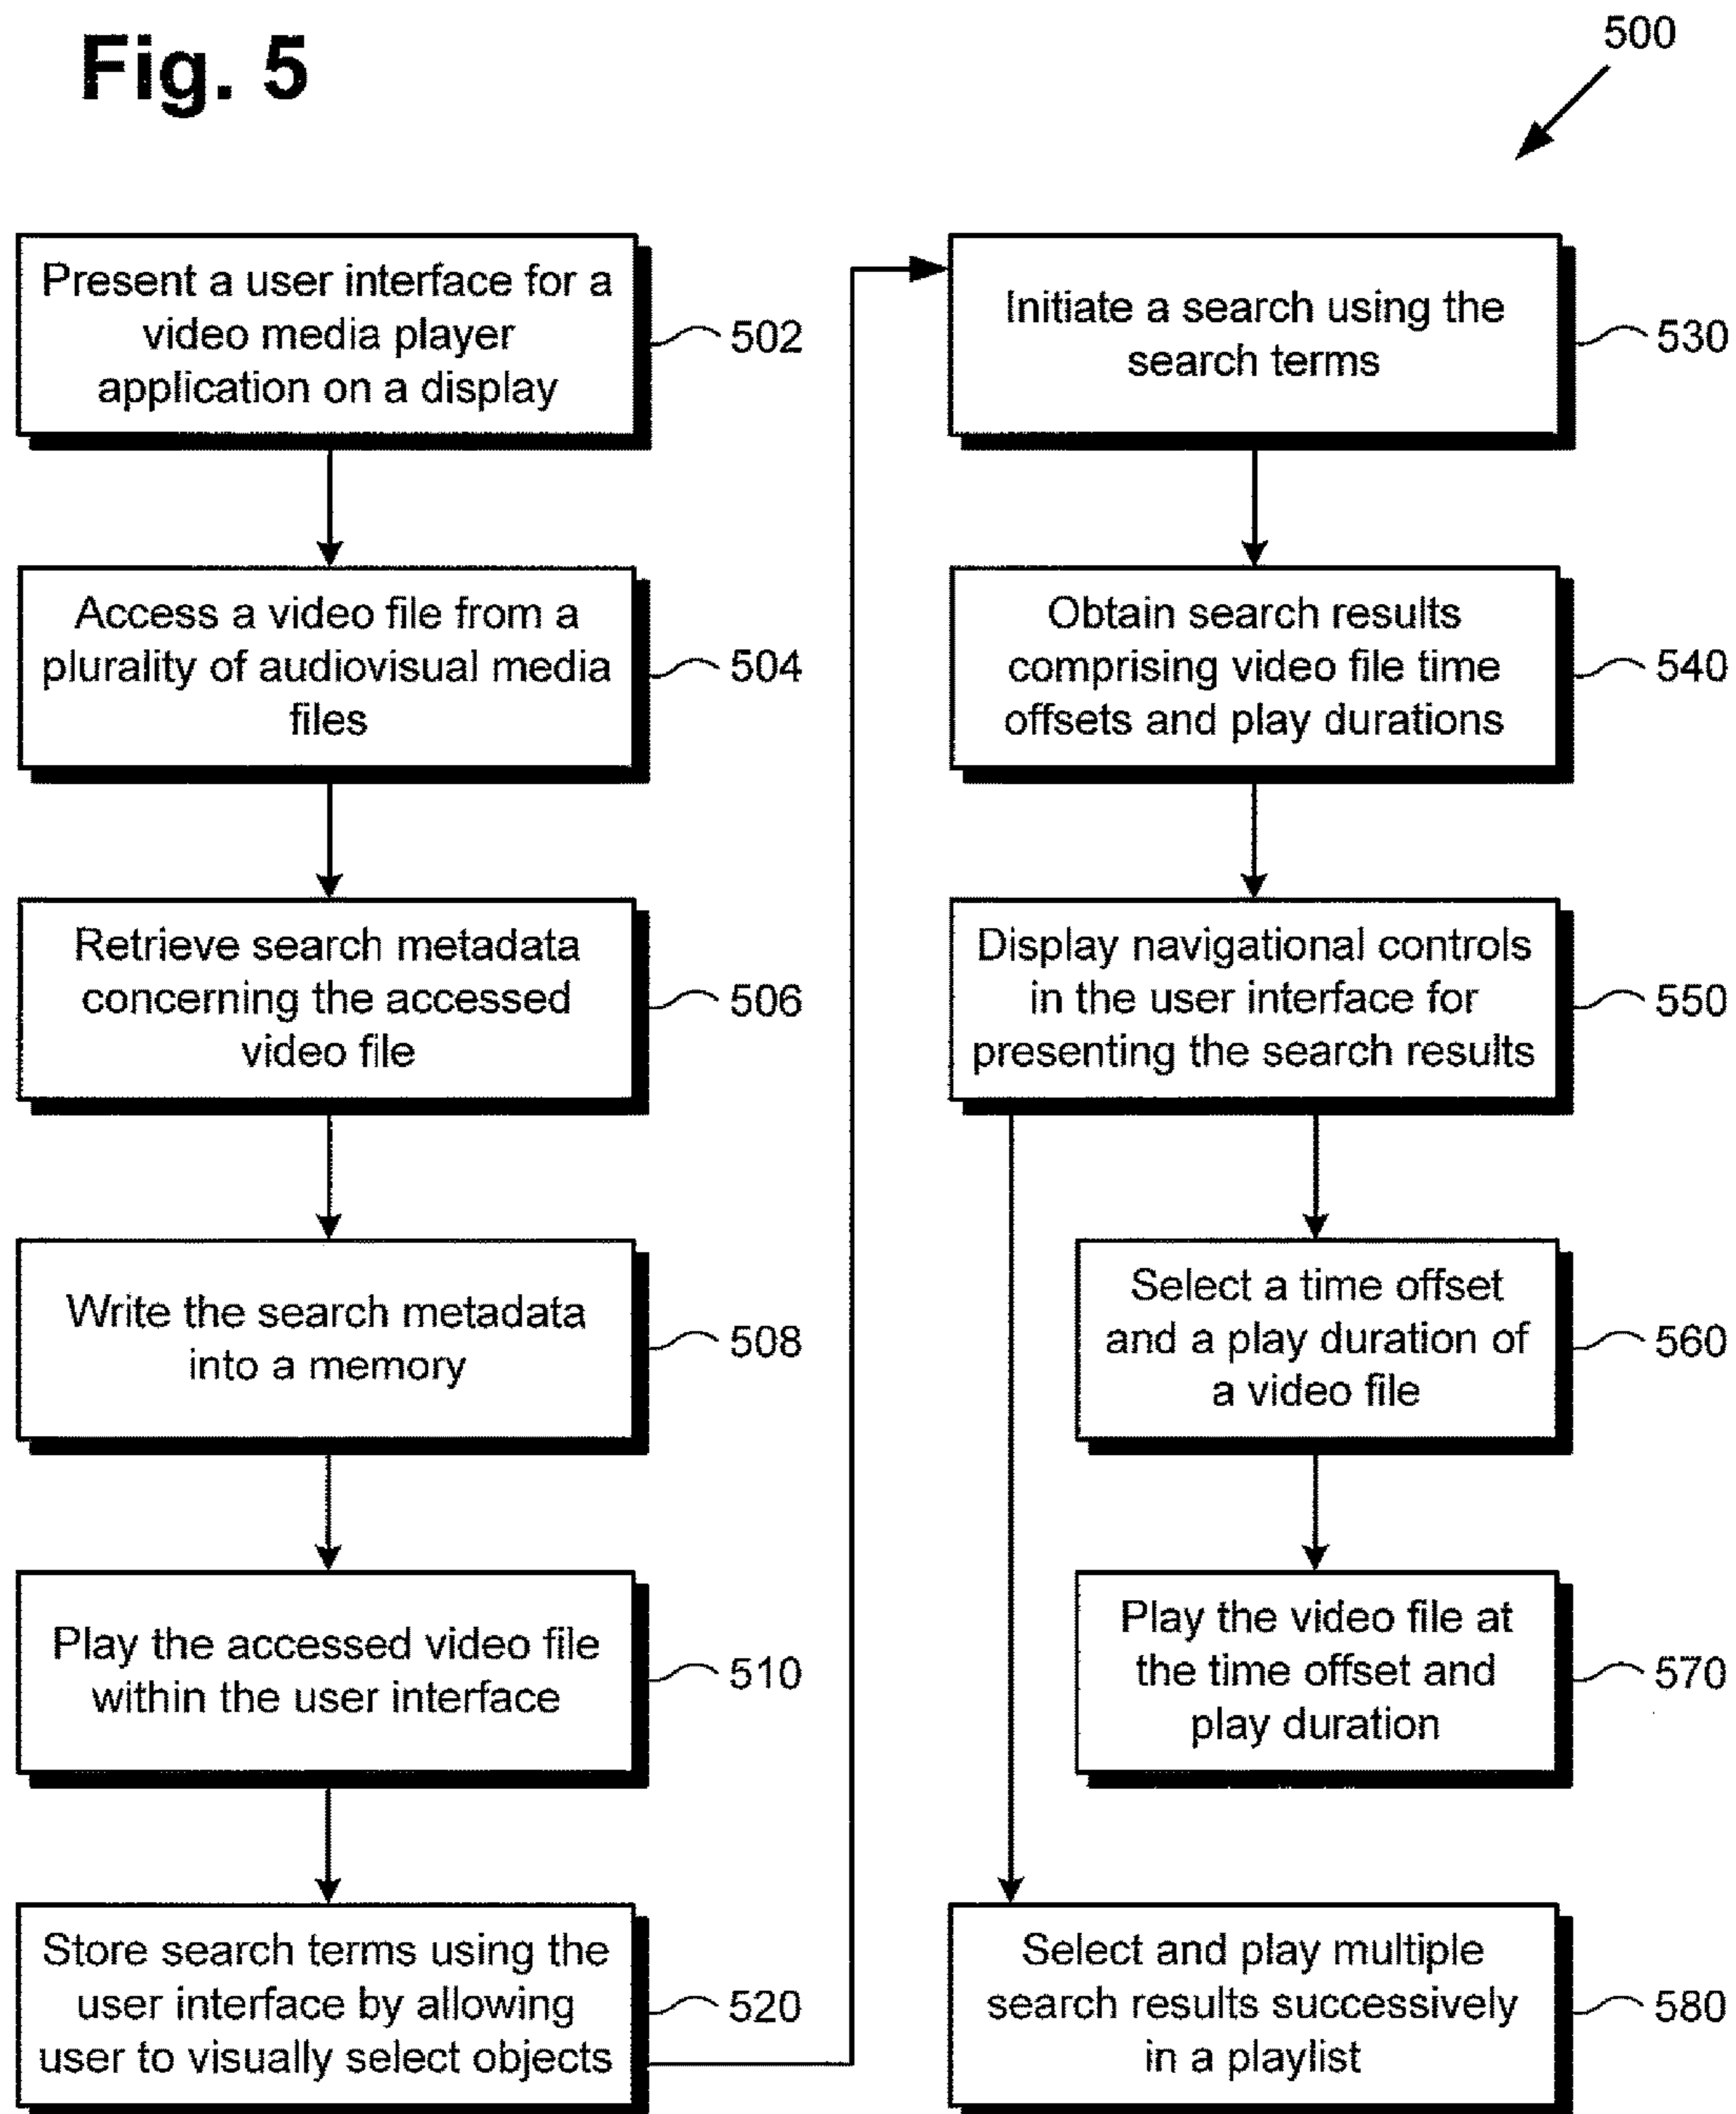 Fig. 5
500
Present a user interface for a
video media player
application on a display
502
Access a video file from a
plurality of audiovisual media
files
504
Retrieve search metadata
concerning the accessed
video file
506
Write the search metadata
into a memory
508
Play the accessed video file
within the user interface
510
Store search terms using the
user interface by allowing
user to visually select objects
520
Initiate a search using the
search terms
530
Obtain search results
comprising video file time
offsets and play durations
540
Display navigational controls
in the user interface for
presenting the search results
550
Select a time offset
and a play duration of
a video file
560
Play the video file at
the time offset and
play duration
570
Select and play multiple
search results successively
in a playlist
580